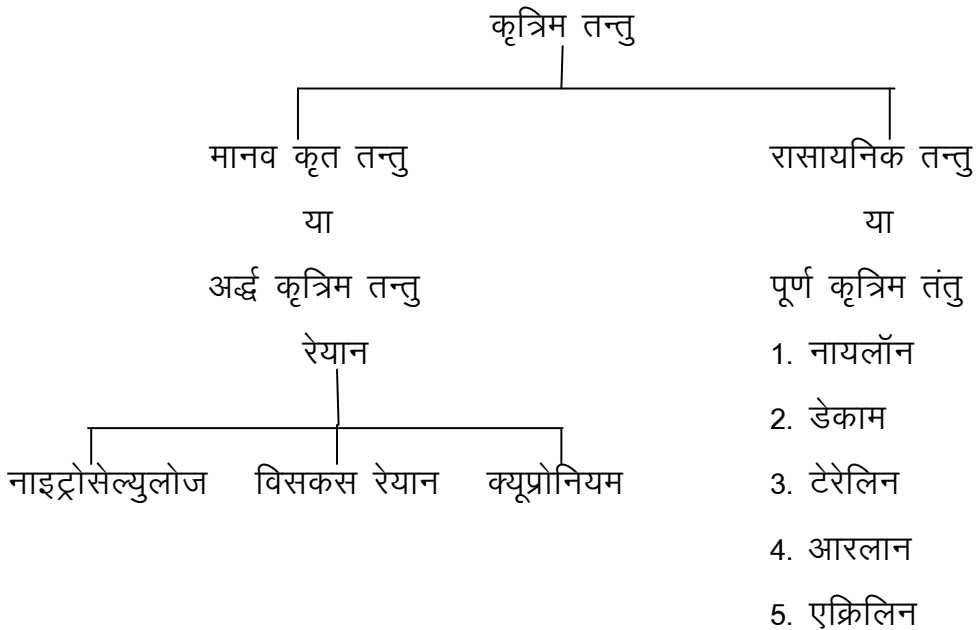 कृत्रिम तन्तु
मानव कृत तन्तु
या
अर्द्ध कृत्रिम तन्तु
रेयान
नाइट्रोसेल्युलोज विसकस रेयान क्यूप्रोनियम
रासायनिक तन्तु
या
पूर्ण कृत्रिम तंतु
1. नायलॉन
2. डेकाम
3. टेरेलिन
4. आरलान
5. एक्रिलिन